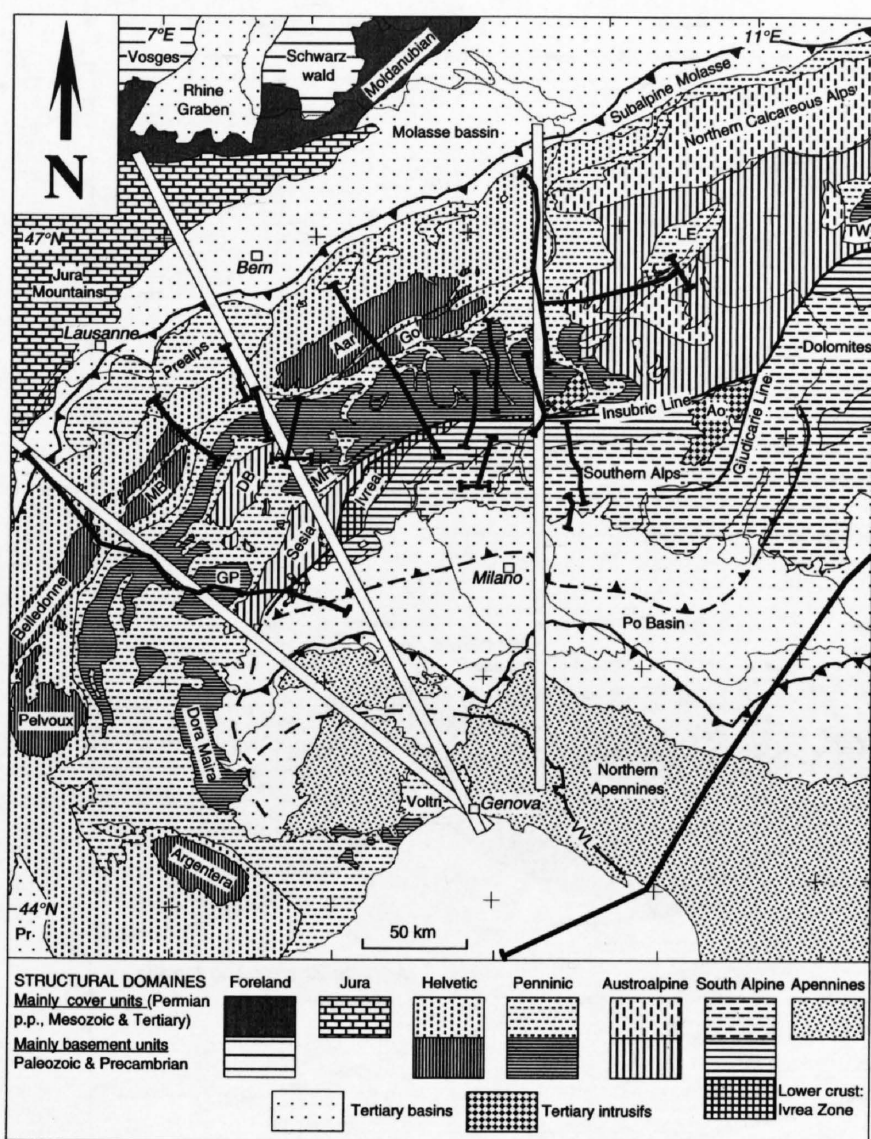 7°E
11°E
Vosges
Schwarz-
wald
Moldanubian
Rhine
Graben
N
Molasse bassin
Subalpine Molasse
Northern Calcareous Alps
47°N
Bern
LE
TW
Jura
Mountains
Lausanne
Prealps
Aar
Go
Dolomites
Insubric Line
Ao
Giudicarie Line
Southern Alps
MB
DB
MR
Ivrea
Sesia
GP
Belledonne
Milano
Po Basin
Pelvoux
Dora Maira
Voltri
Genova
Northern
Apennines
VVL
Argentera
44°N
Pr.
50 km
STRUCTURAL DOMAINES
Mainly cover units (Permian
p.p., Mesozoic & Tertiary)
Mainly basement units
Paleozoic & Precambrian
Foreland
Jura
Helvetic
Penninic
Austroalpine
South Alpine
Apennines
Tertiary basins
Tertiary intrusifs
Lower crust:
Ivrea Zone